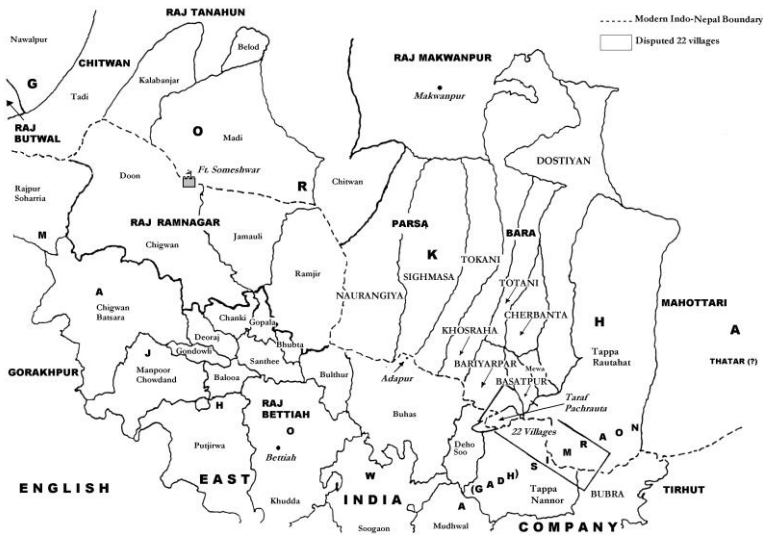 RAJ TANAHUN
Modern Indo-Nepal Boundary
Disputed 22 villages
Nawalpur
CHITWAN
Belod
RAJ MAKWANPUR
Kalabanjar
G
Tadi
Makwanpur
RAJ
BUTWAL
O
Madi
DOSTIYAN
Doon
Ft. Someshwar
Chitwan
R
Rajpur
Soharria
RAJ RAMNAGAR
PARSA
BARA
M
Chigwan
Jamauli
K
SIGHMASA
TOKANI
Ramjir
TOTANI
A
NAURANGIYA
MAHOTTARI
Chigwan
Batsara
Chanki
Gopala
CHERBANTA
H
A
KHOSRAHA
Deoraj
Bhubta
Tappa
Rautahat
THATAR (?)
J
Gondowli
Santhee
BARIYARPAR
Mewa
GORAKHPUR
Manpoor
Chowdand
Balooa
Bulthur
Adapur
BASATPUR
Taraf
Pachrauta
H
RAJ
BETTIAH
Buhas
22 Villages
O
Deho
Soo
SIMRAON
Putjirwa
Bettiah
(GADH)
EAST
I
W
ENGLISH
INDIA
Tappa
Nannor
BUBRA
TIRHUT
Khudda
A
Soogaon
Mudhwal
COMPANY